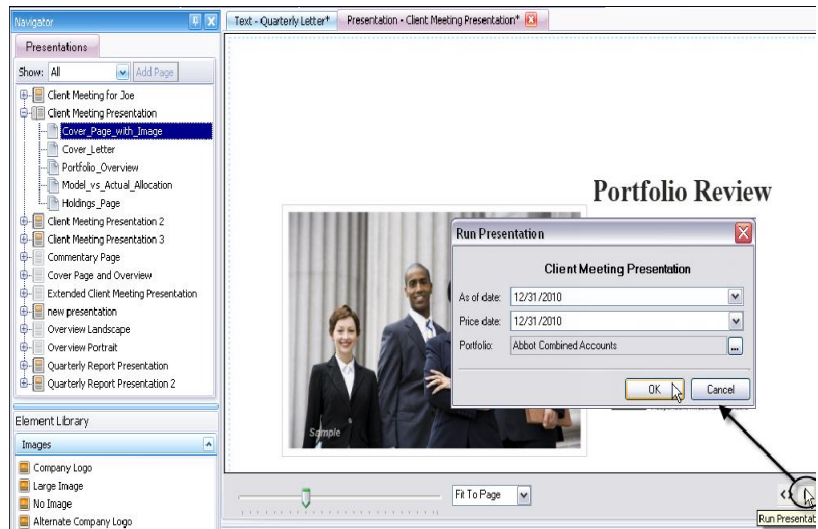 Navigator
Presentations
Show: All Add Page
Client Meeting for Joe
Client Meeting Presentation
Cover_Page_with_Image
Cover_Letter
Portfolio_Overview
Model_vs_Actual_Allocation
Holdings_Page
Client Meeting Presentation 2
Client Meeting Presentation 3
Commentary Page
Cover Page and Overview
Extended Client Meeting Presentation
new presentation
Overview Landscape
Overview Portrait
Quarterly Report Presentation
Quarterly Report Presentation 2
Element Library
Images
Company Logo
Large Image
No Image
Alternate Company Logo
Text - Quarterly Letter* Presentation - Client Meeting Presentation*
Portfolio Review
Sample
Run Presentation
Client Meeting Presentation
As of date: 12/31/2010
Price date: 12/31/2010
Portfolio: Abbot Combined Accounts ...
OK Cancel
Fit To Page
Run Presentat